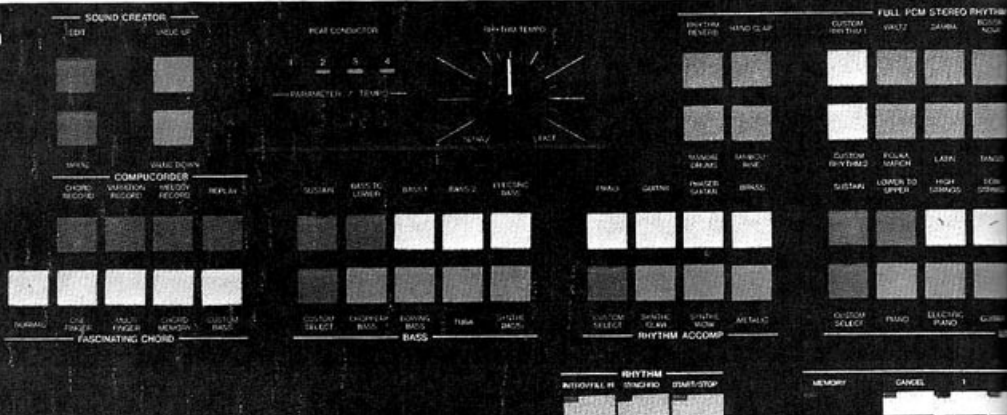 SOUND CREATOR
EDIT VALUE UP
BEAT CONDUCTOR
1 2 3 4
PARAMETER / TEMPO
RHYTHM TEMPO
VALUE DOWN
FULL PCM STEREO RHYTHM
RHYTHM REVERB HAND CLAP
CUSTOM RHYTHM 1 WALTZ SAMBA BOSSA NOVA
CUSTOM RHYTHM 2 POLKA MARCH LATIN TANGO
COMPUCORDER
CHORD RECORD VARIATION RECORD MELODY RECORD REPLAY
NORMAL ONE FINGER MULTI FINGER CHORD MEMORY CUSTOM BASS
FASCINATING CHORD
SUSTAIN BASS TO LOWER BASS 1 BASS 2 ELECTRIC BASS
CUSTOM SELECT CHOPPER BASS BOWING BASS TUBA SYNTHE BASS
BASS
PIANO GUITAR PHASER GUITAR BRASS
CUSTOM SELECT SYNTHE CLAW SYNTHE WOW METALIC
RHYTHM ACCOMP
SUSTAIN LOWER TO UPPER HIGH STRINGS
CUSTOM SELECT PIANO ELECTRIC PIANO
RHYTHM
INTRO/FILL IN SYNCHRO START/STOP
MEMORY CANCEL 1